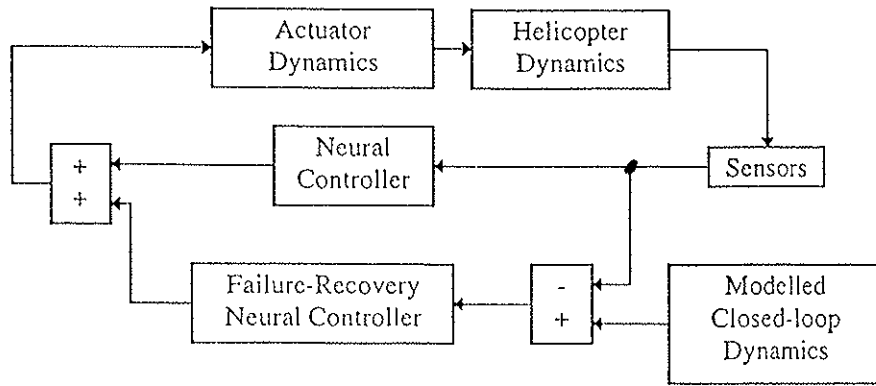 Actuator
Dynamics
Helicopter
Dynamics
Neural
Controller
Sensors
+
+
Failure-Recovery
Neural Controller
-
+
Modelled
Closed-loop
Dynamics